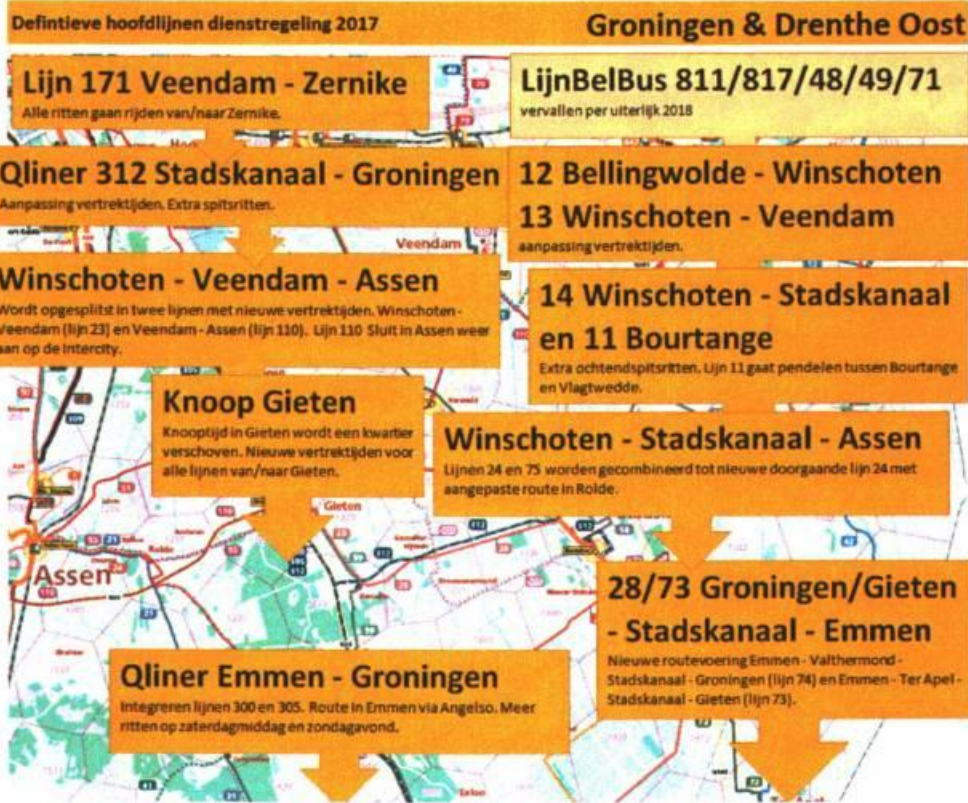 Defintieve hoofdlijnen dienstregeling 2017
Groningen & Drenthe Oost
Lijn 171 Veendam - Zernike
Alle ritten gaan rijden van/naar Zernike.
LijnBelBus 811/817/48/49/71
vervallen per uiterlijk 2018
Qliner 312 Stadskanaal - Groningen
Aanpassing vertrektijden. Extra spitsritten.
12 Bellingwolde - Winschoten
13 Winschoten - Veendam
aanpassing vertrektijden.
Veendam
Winschoten - Veendam - Assen
Wordt opgesplitst in twee lijnen met nieuwe vertrektijden. Winschoten -
Veendam (lijn 23) en Veendam - Assen (lijn 110). Lijn 110 Sluit in Assen weer
aan op de Intercity.
14 Winschoten - Stadskanaal
en 11 Bourtange
Extra ochtendspitsritten. Lijn 11 gaat pendelen tussen Bourtange
en Vlagtwedde.
Knoop Gieten
Knooptijd in Gieten wordt een kwartier
verschoven. Nieuwe vertrektijden voor
alle lijnen van/naar Gieten.
Winschoten - Stadskanaal - Assen
Lijnen 24 en 75 worden gecombineerd tot nieuwe doorgaande lijn 24 met
aangepaste route in Rolde.
Gieten
Rolde
Assen
28/73 Groningen/Gieten
- Stadskanaal - Emmen
Nieuwe routevoering Emmen - Valthermond -
Stadskanaal - Groningen (lijn 74) en Emmen - Ter Apel -
Stadskanaal - Gieten (lijn 73).
Qliner Emmen - Groningen
Integreren lijnen 300 en 305. Route in Emmen via Angelso. Meer
ritten op zaterdagmiddag en zondagavond.
Exloo